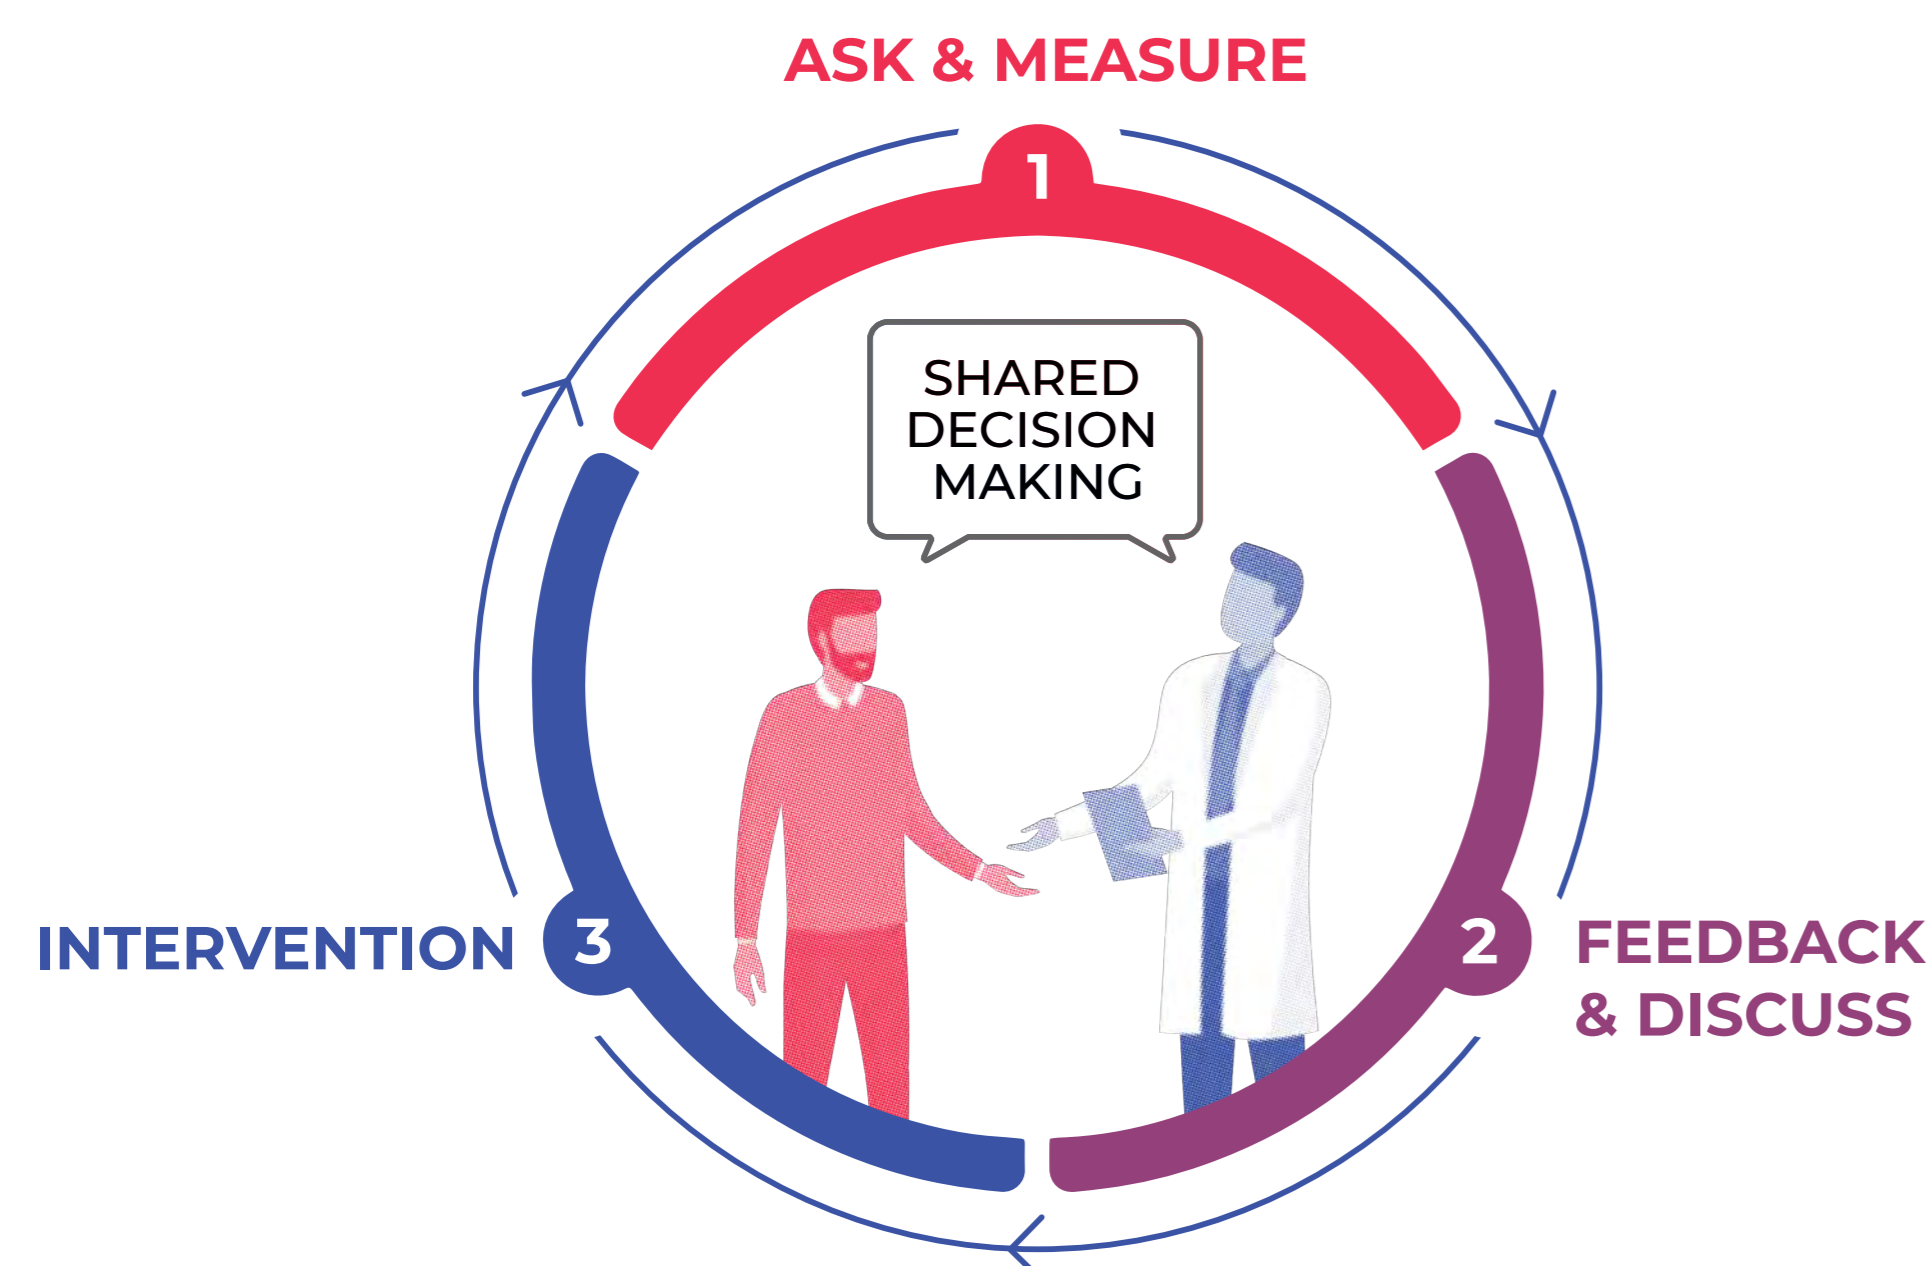 ASK & MEASURE
1
SHARED
DECISION
MAKING
INTERVENTION
3
2
FEEDBACK
& DISCUSS